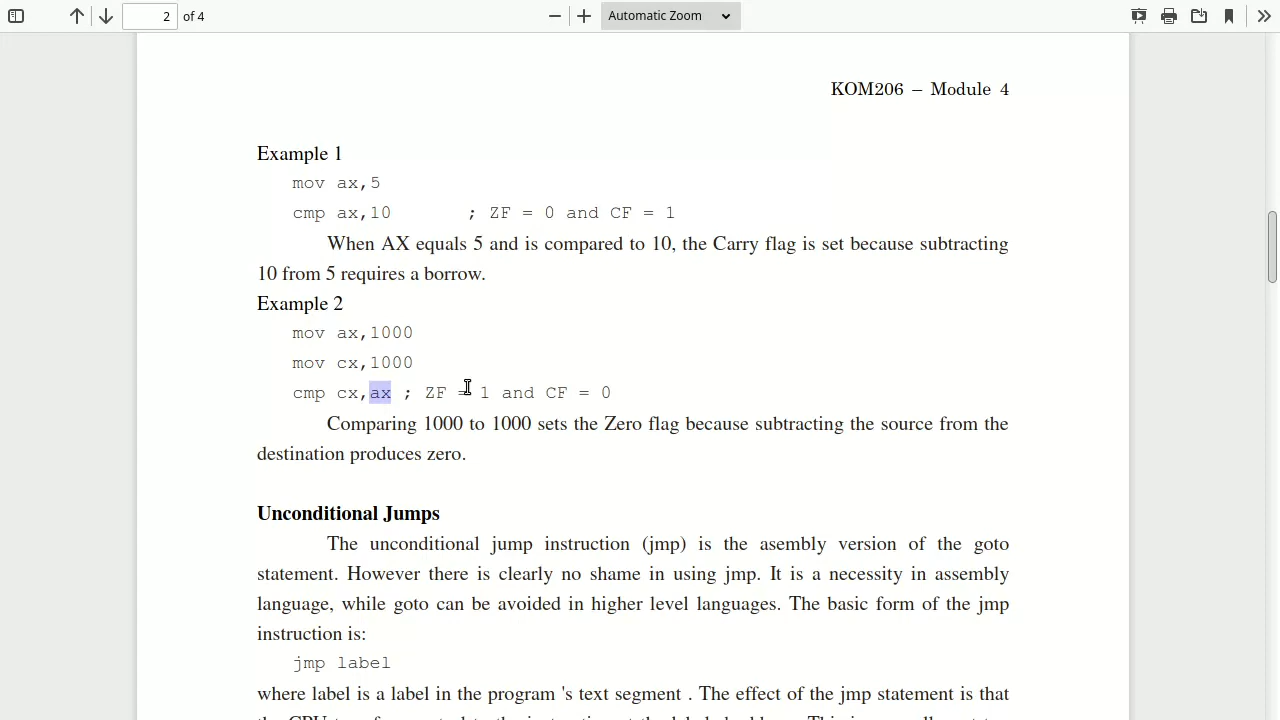 2 of 4 Automatic Zoom
KOM206 – Module 4
Example 1
mov ax,5
cmp ax,10 ; ZF = 0 and CF = 1
When AX equals 5 and is compared to 10, the Carry flag is set because subtracting
10 from 5 requires a borrow.
Example 2
mov ax,1000
mov cx,1000
cmp cx,ax ; ZF = 1 and CF = 0
Comparing 1000 to 1000 sets the Zero flag because subtracting the source from the
destination produces zero.
Unconditional Jumps
The unconditional jump instruction (jmp) is the asembly version of the goto
statement. However there is clearly no shame in using jmp. It is a necessity in assembly
language, while goto can be avoided in higher level languages. The basic form of the jmp
instruction is:
jmp label
where label is a label in the program 's text segment . The effect of the jmp statement is that